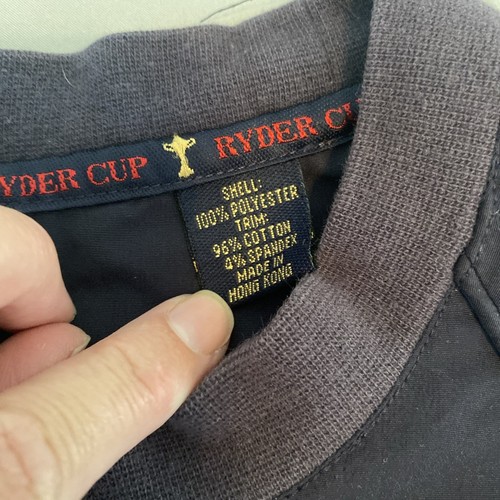 RYDER CUP RYDER CUP
SHELL:
100% POLYESTER
TRIM:
96% COTTON
4% SPANDEX
MADE IN
HONG KONG